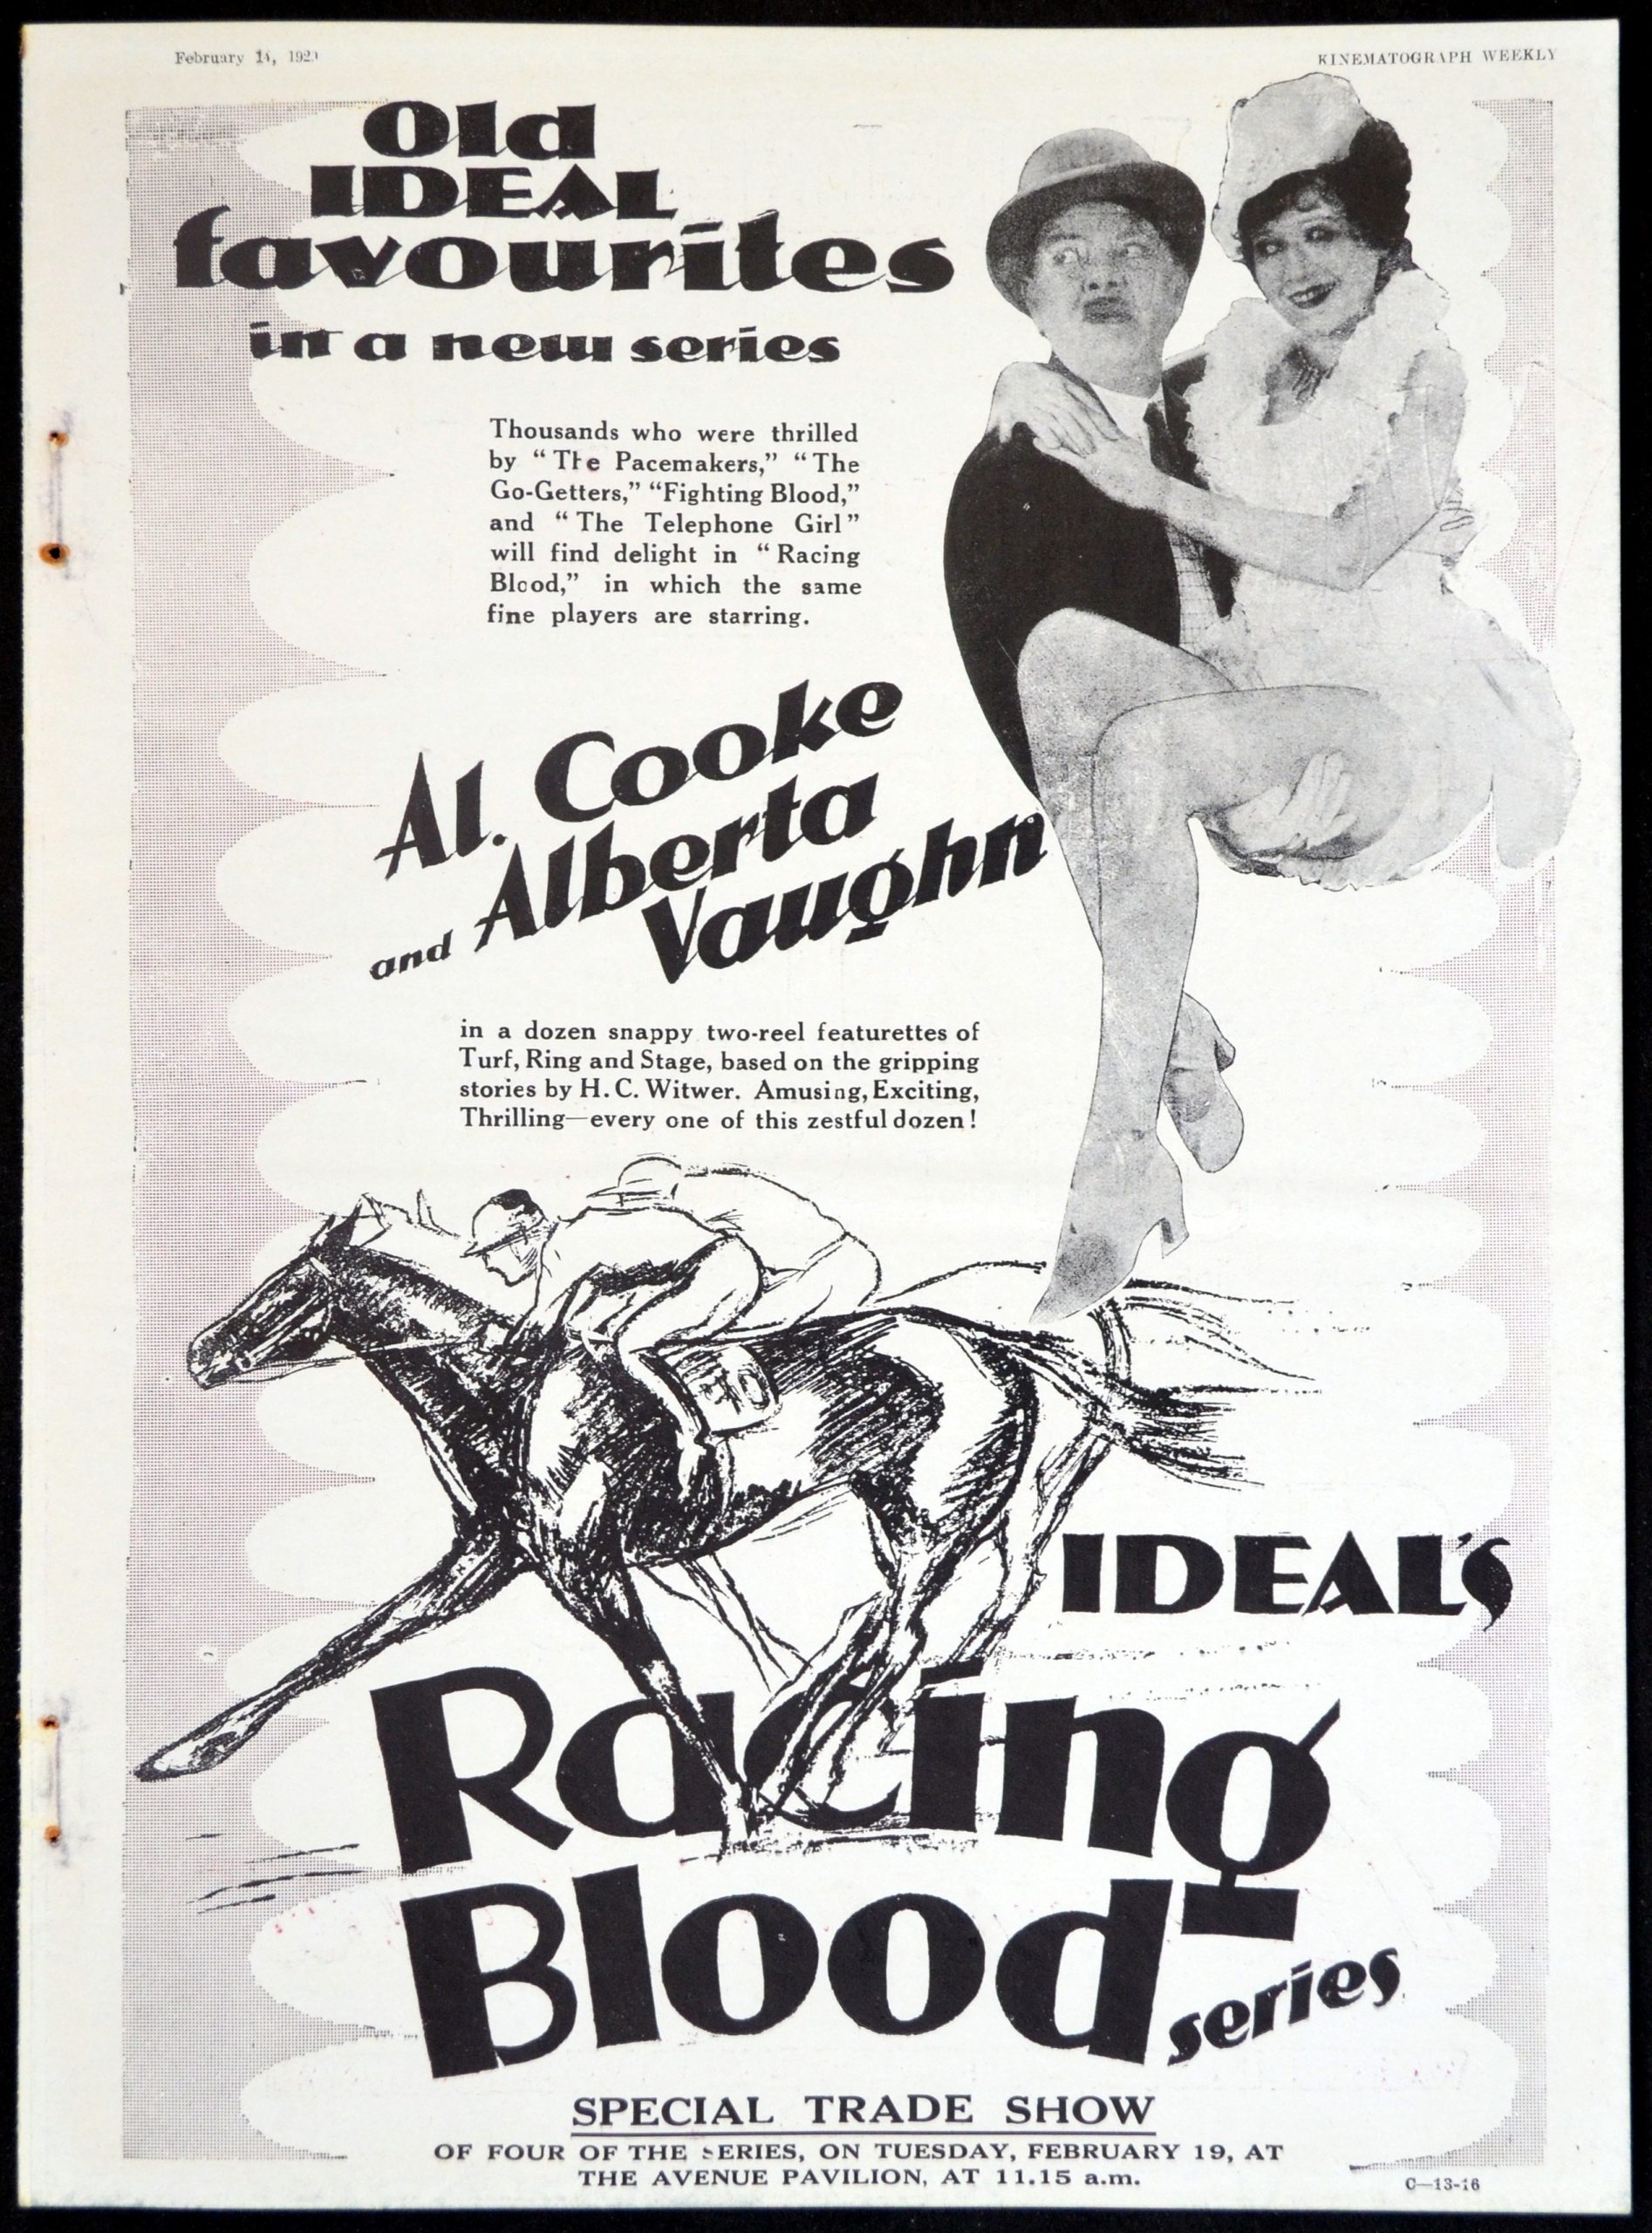 February 14, 192
KINEMATOGRAPH WEEKLY
Old
IDEAL
favourites
in a new series
Thousands who were thrilled
by “The Pacemakers,” “The
Go-Getters,” “Fighting Blood,”
and “The Telephone Girl”
will find delight in “Racing
Blood,” in which the same
fine players are starring.
Al. Cooke
and Alberta
Vaughn
in a dozen snappy two-reel featurettes of
Turf, Ring and Stage, based on the gripping
stories by H. C. Witwer. Amusing, Exciting,
Thrilling—every one of this zestful dozen!
IDEAL'S
Racing
Blood
series
SPECIAL TRADE SHOW
OF FOUR OF THE SERIES, ON TUESDAY, FEBRUARY 19, AT
THE AVENUE PAVILION, AT 11.15 a.m.
C—13-16